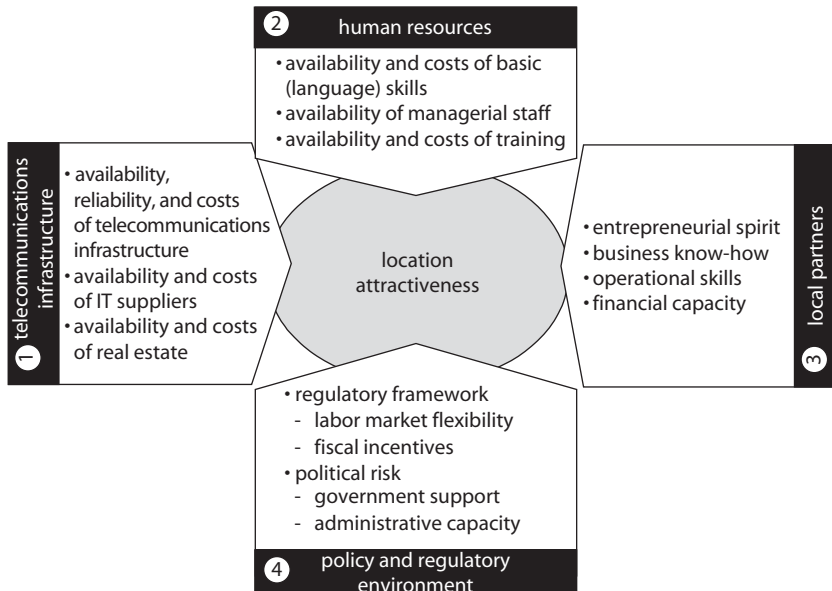 2
human resources
• availability and costs of basic
(language) skills
• availability of managerial staff
• availability and costs of training
1
telecommunications
infrastructure
• availability,
reliability, and costs
of telecommunications
infrastructure
• availability and costs
of IT suppliers
• availability and costs
of real estate
location
attractiveness
• entrepreneurial spirit
• business know-how
• operational skills
• financial capacity
3
local partners
• regulatory framework
- labor market flexibility
- fiscal incentives
• political risk
- government support
- administrative capacity
4
policy and regulatory
environment